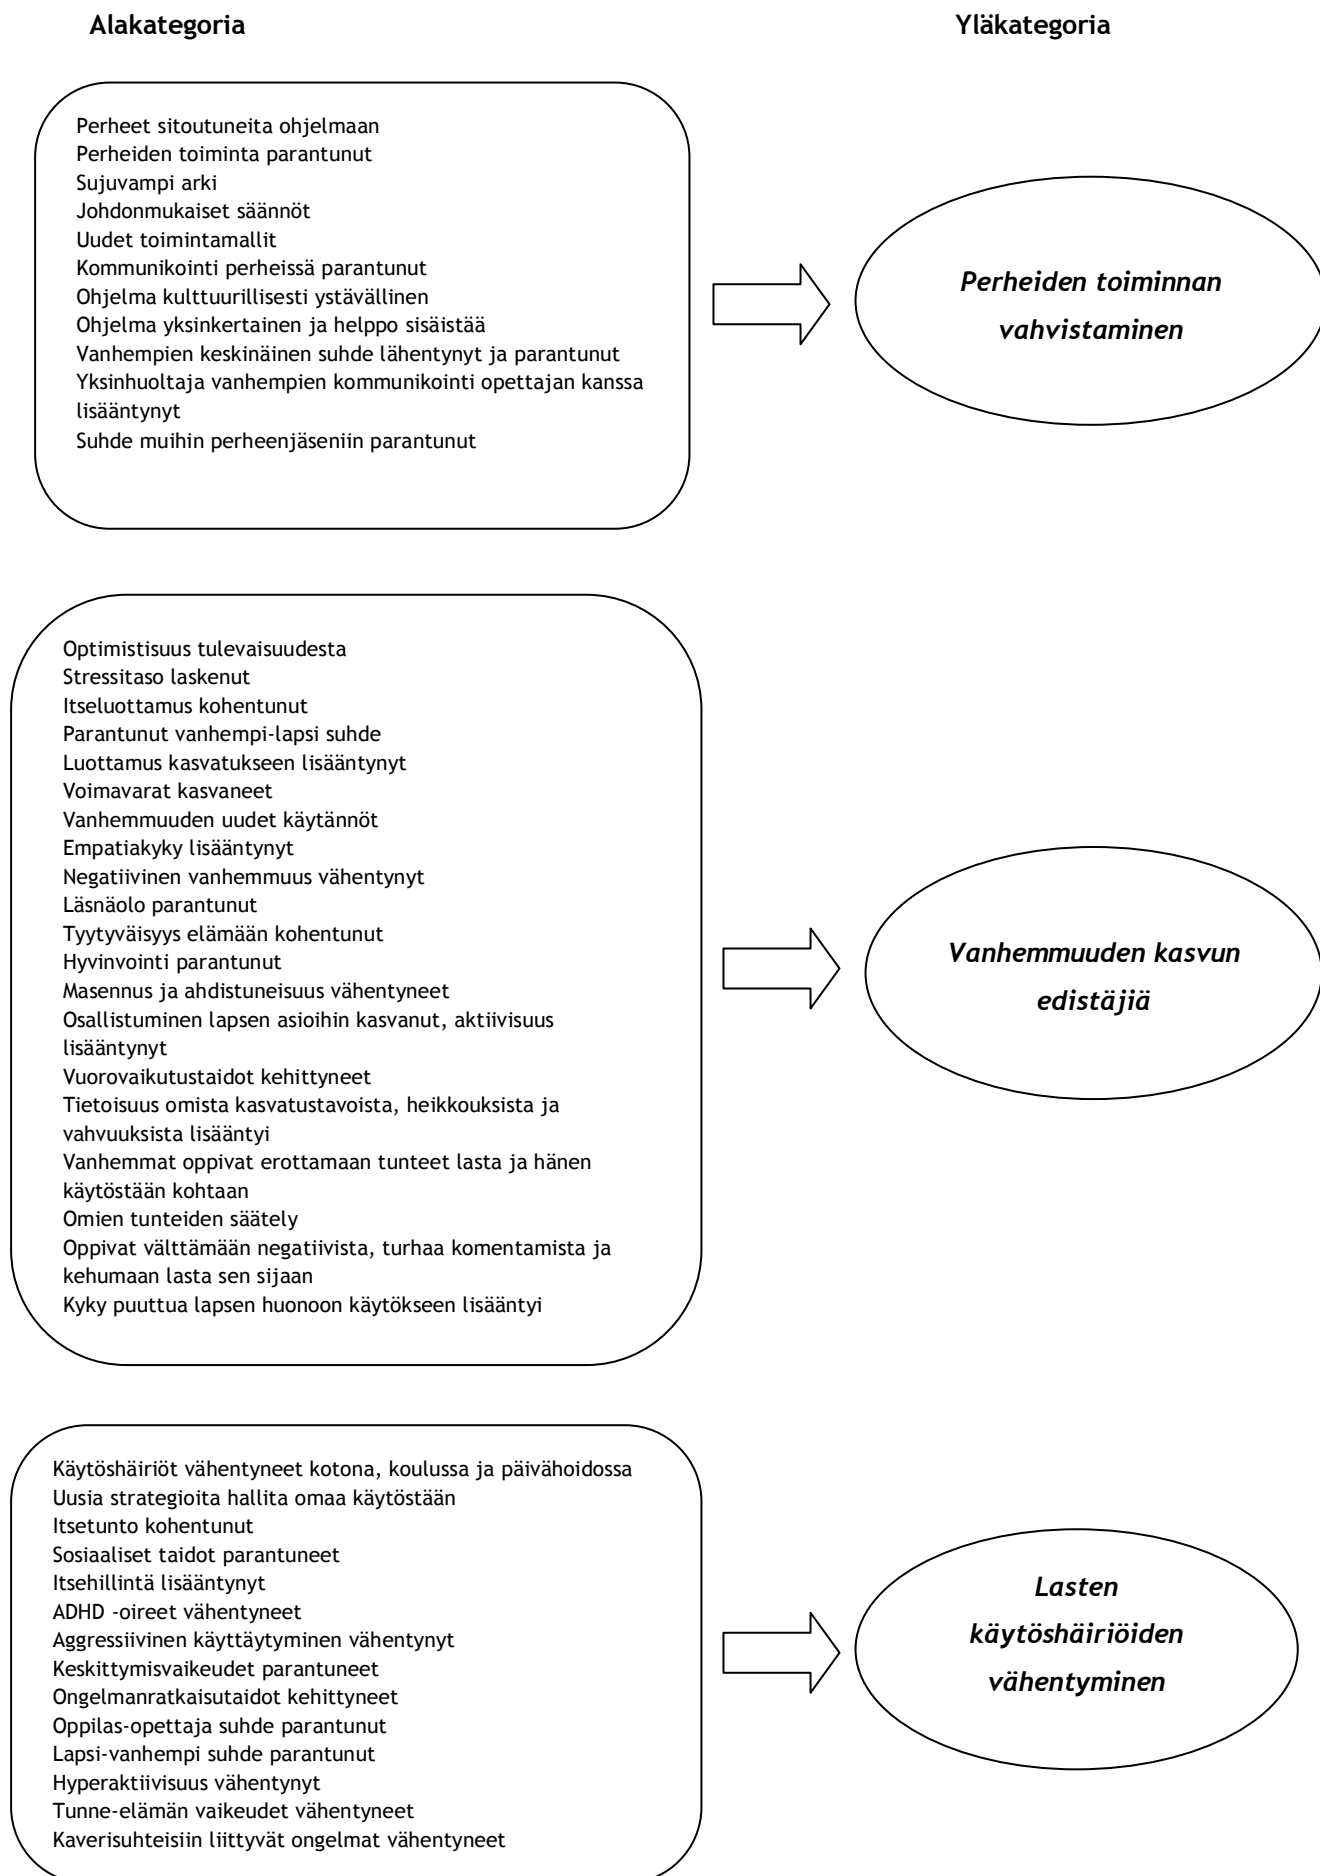 Alakategoria
Yläkategoria
Perheet sitoutuneita ohjelmaan
Perheiden toiminta parantunut
Sujuvampi arki
Johdonmukaiset säännöt
Uudet toimintamallit
Kommunikointi perheissä parantunut
Ohjelma kulttuurillisesti ystävällinen
Ohjelma yksinkertainen ja helppo sisäistää
Vanhempien keskinäinen suhde lähentynyt ja parantunut
Yksinhuoltaja vanhempien kommunikointi opettajan kanssa
lisääntynyt
Suhde muihin perheenjäseniin parantunut
Perheiden toiminnan
vahvistaminen
Optimistisuus tulevaisuudesta
Stressitaso laskenut
Itseluottamus kohentunut
Parantunut vanhempi-lapsi suhde
Luottamus kasvatukseen lisääntynyt
Voimavarat kasvaneet
Vanhemmuuden uudet käytännöt
Empatiakyky lisääntynyt
Negatiivinen vanhemmuus vähentynyt
Läsnäolo parantunut
Tyytyväisyys elämään kohentunut
Hyvinvointi parantunut
Masennus ja ahdistuneisuus vähentyneet
Osallistuminen lapsen asioihin kasvanut, aktiivisuus
lisääntynyt
Vuorovaikutustaidot kehittyneet
Tietoisuus omista kasvatustavoista, heikkouksista ja
vahvuuksista lisääntyi
Vanhemmat oppivat erottamaan tunteet lasta ja hänen
käytöstään kohtaan
Omien tunteiden säätely
Oppivat välttämään negatiivista, turhaa komentamista ja
kehumaan lasta sen sijaan
Kyky puuttua lapsen huonoon käytökseen lisääntyi
Vanhemmuuden kasvun
edistäjiä
Käytöshäiriöt vähentyneet kotona, koulussa ja päivähoidossa
Uusia strategioita hallita omaa käytöstään
Itsetunto kohentunut
Sosiaaliset taidot parantuneet
Itsehillintä lisääntynyt
ADHD -oireet vähentyneet
Aggressiivinen käyttäytyminen vähentynyt
Keskittymisvaikeudet parantuneet
Ongelmanratkaisutaidot kehittyneet
Oppilas-opettaja suhde parantunut
Lapsi-vanhempi suhde parantunut
Hyperaktiivisuus vähentynyt
Tunne-elämän vaikeudet vähentyneet
Kaverisuhteisiin liittyvät ongelmat vähentyneet
Lasten
käytöshäiriöiden
vähentyminen